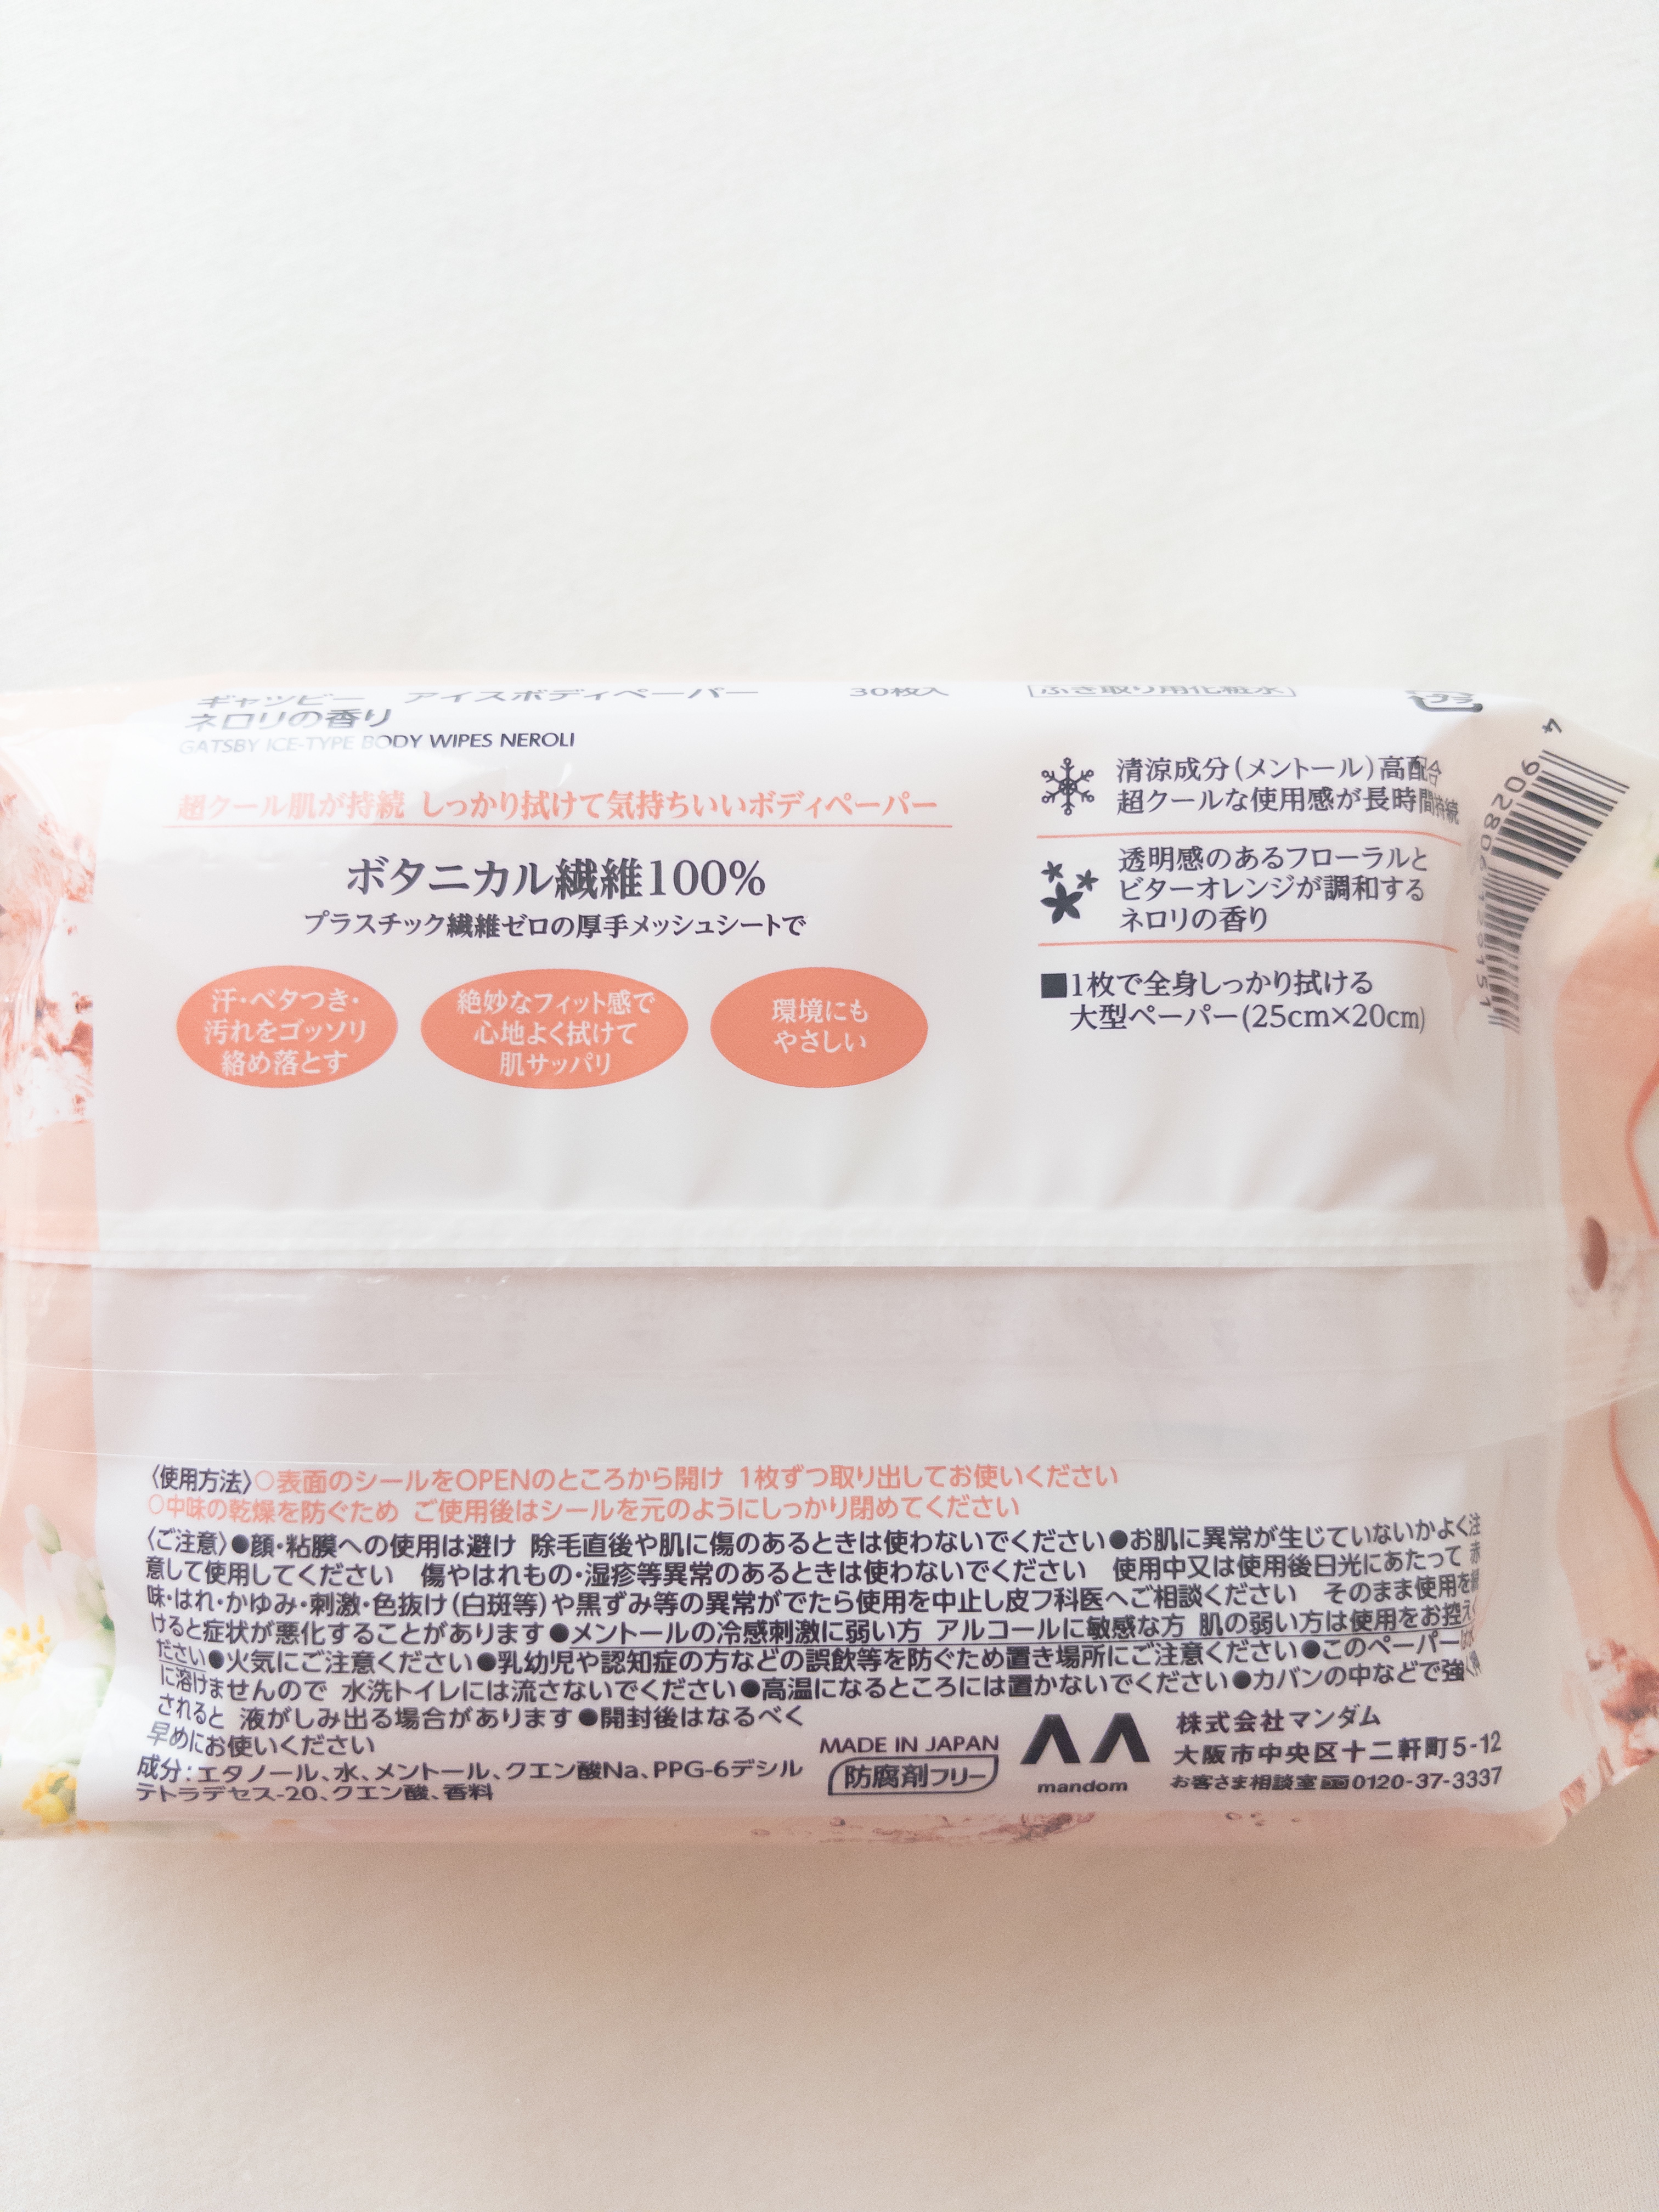 ギャツビー アイスボディペーパー 30枚入 ふき取り用化粧水
ネロリの香り
GATSBY ICE-TYPE BODY WIPES NEROLI
プラ
超クール肌が持続 しっかり拭けて気持ちいいボディペーパー
ボタニカル繊維100%
プラスチック繊維ゼロの厚手メッシュシートで
汗・ベタつき・
汚れをゴッソリ
絡め落とす
絶妙なフィット感で
心地よく拭けて
肌サッパリ
環境にも
やさしい
清涼成分(メントール)高配合
超クールな使用感が長時間持続
透明感のあるフローラルと
ビターオレンジが調和する
ネロリの香り
■1枚で全身しっかり拭ける
大型ペーパー(25cm×20cm)
〈使用方法〉○表面のシールをOPENのところから開け 1枚ずつ取り出してお使いください
○中味の乾燥を防ぐため ご使用後はシールを元のようにしっかり閉めてください
〈ご注意〉●顔・粘膜への使用は避け 除毛直後や肌に傷のあるときは使わないでください●お肌に異常が生じていないかよく注
意して使用してください 傷やはれもの・湿疹等異常のあるときは使わないでください 使用中又は使用後日光にあたって 赤
味・はれ・かゆみ・刺激・色抜け(白斑等)や黒ずみ等の異常がでたら使用を中止し皮フ科医へご相談ください そのまま使用を続
けると症状が悪化することがあります●メントールの冷感刺激に弱い方 アルコールに敏感な方 肌の弱い方は使用をお控えく
ださい●火気にご注意ください●乳幼児や認知症の方などの誤飲等を防ぐため置き場所にご注意ください●このペーパーは水
に溶けませんので 水洗トイレには流さないでください●高温になるところには置かないでください●カバンの中などで強く押
されると 液がしみ出る場合があります●開封後はなるべく
早めにお使いください
成分:エタノール、水、メントール、クエン酸Na、PPG-6デシル
テトラデセス-20、クエン酸、香料
MADE IN JAPAN
防腐剤フリー
mandom
株式会社マンダム
大阪市中央区十二軒町5-12
お客さま相談室 0120-37-3337